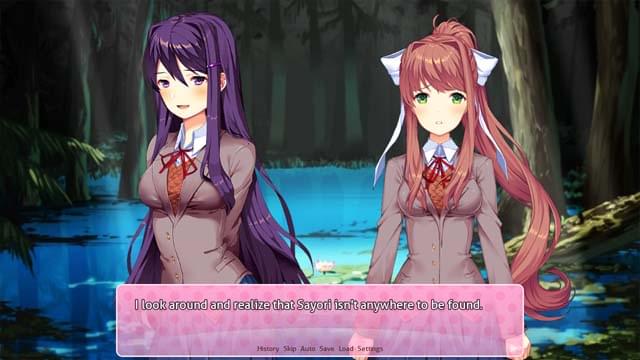 I look around and realize that Sayori isn't anywhere to be found.
History Skip Auto Save Load Settings